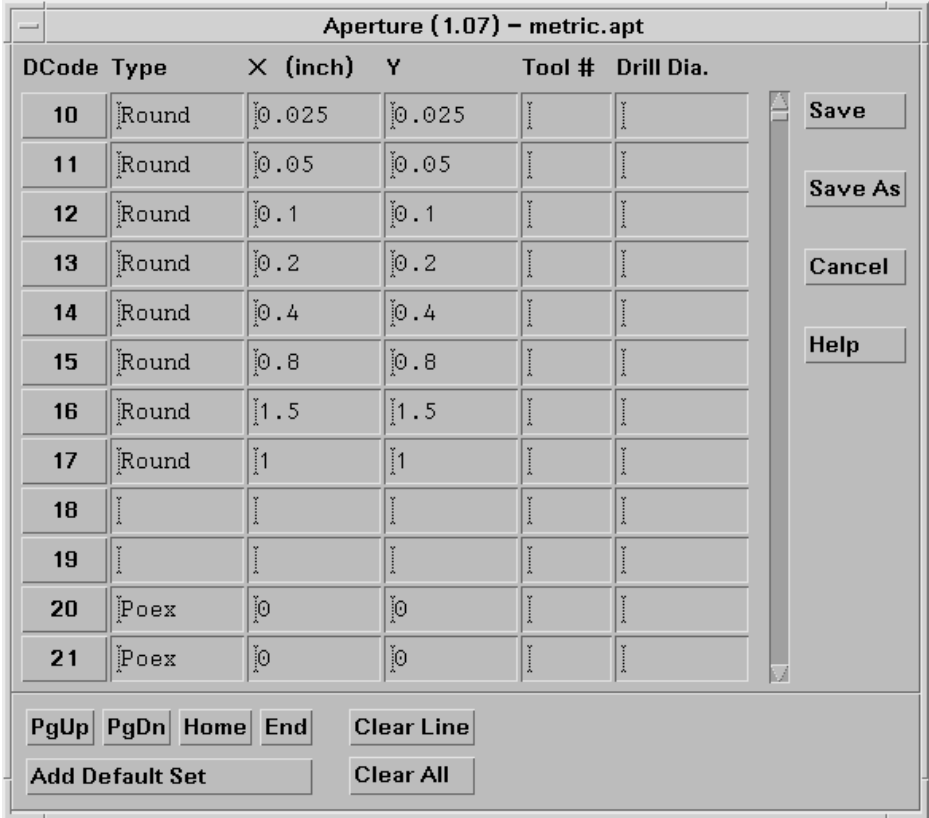 Aperture (1.07) – metric.apt
DCode Type X (inch) Y Tool # Drill Dia.
10 Round 0.025 0.025 Save
11 Round 0.05 0.05
Save As
12 Round 0.1 0.1
13 Round 0.2 0.2 Cancel
14 Round 0.4 0.4
15 Round 0.8 0.8 Help
16 Round 1.5 1.5
17 Round 1 1
18
19
20 Poex 0 0
21 Poex 0 0
PgUp PgDn Home End Clear Line
Add Default Set Clear All